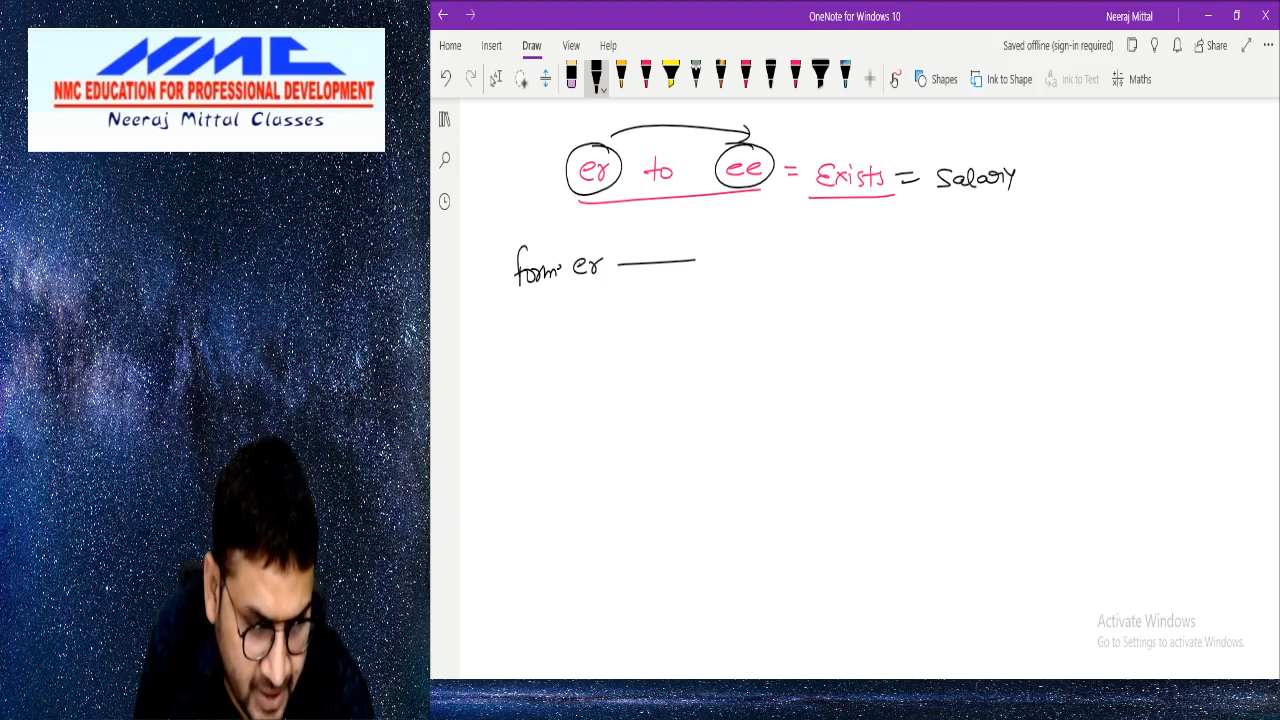 NMC
NMC EDUCATION FOR PROFESSIONAL DEVELOPMENT
Neeraj Mittal Classes
OneNote for Windows 10
Neeraj Mittal
Home Insert Draw View Help
Saved offline (sign-in required)
Share
Shapes
Ink to Shape
Ink to Text
Maths
er to ee = Exists = Salary
form. er
Activate Windows
Go to Settings to activate Windows.